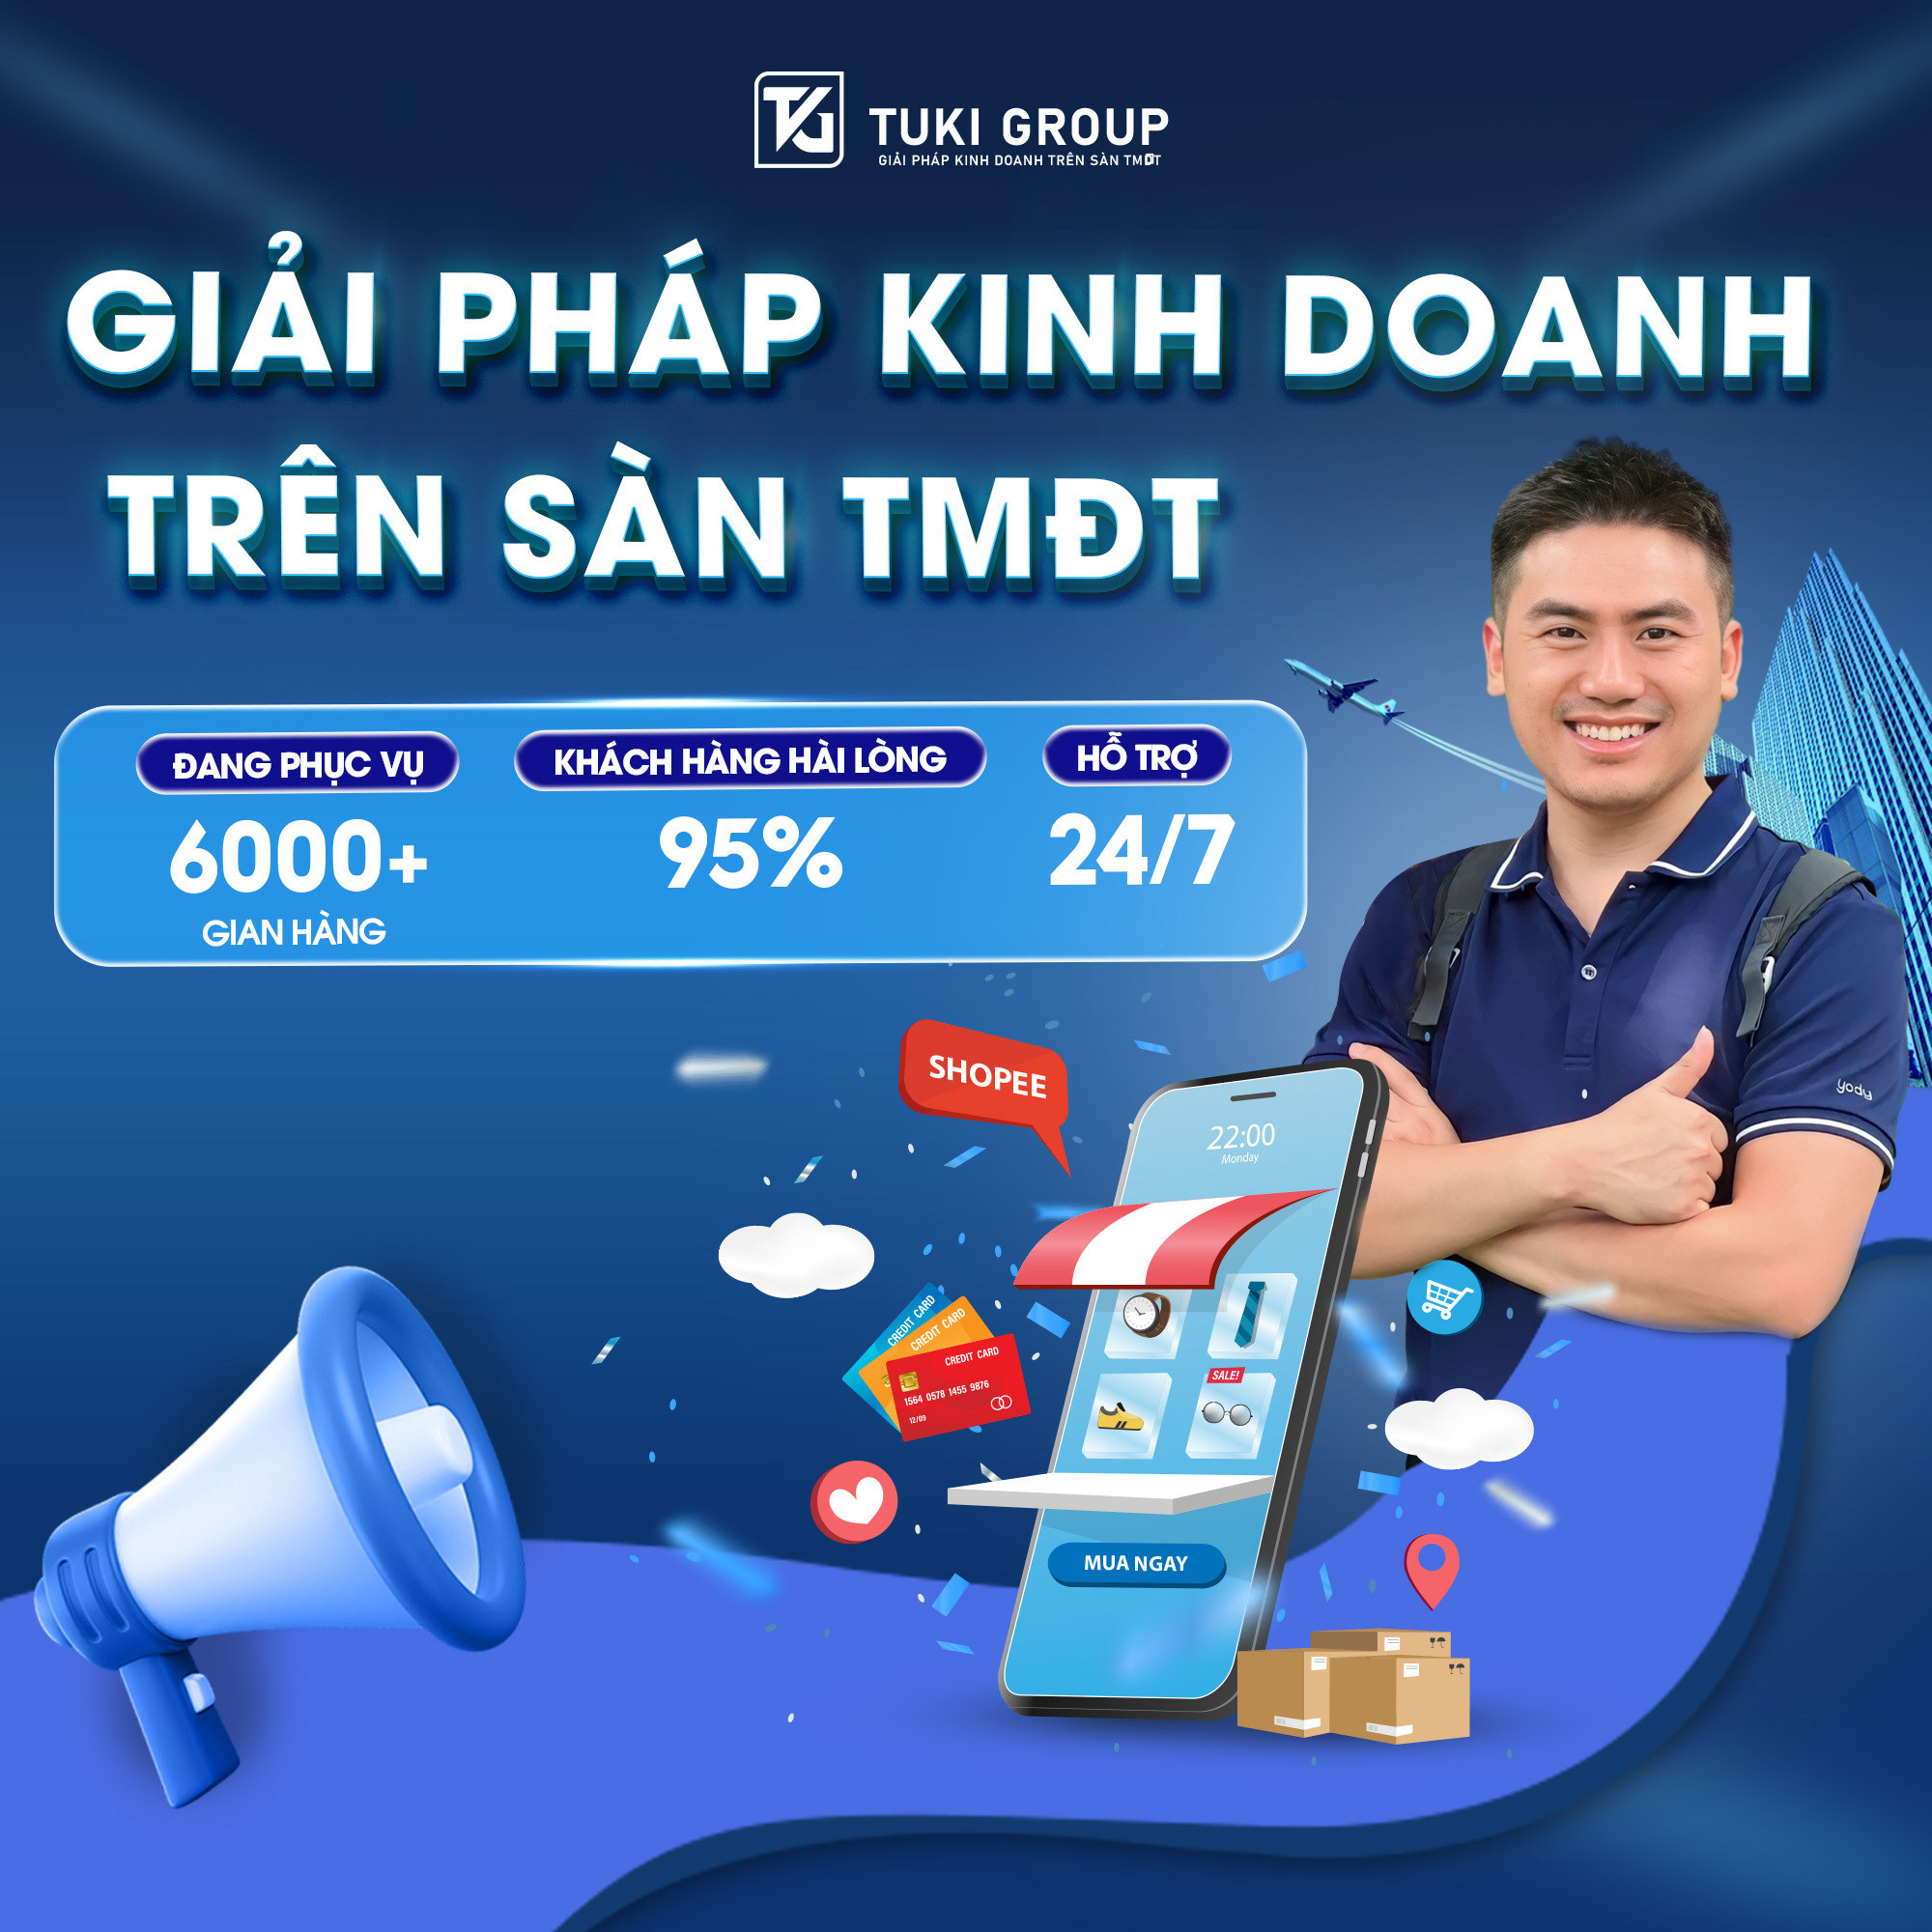 TUKI GROUP
GIẢI PHÁP KINH DOANH TRÊN SÀN TMĐT
GIẢI PHÁP KINH DOANH
TRÊN SÀN TMĐT
ĐANG PHỤC VỤ
6000+
GIAN HÀNG
KHÁCH HÀNG HÀI LÒNG
95%
HỖ TRỢ
24/7
yody
SHOPEE
22:00
Monday
CREDIT CARD
CREDIT CARD
CREDIT CARD
1564 0578 1455 9876
12/09
SALE!
MUA NGAY